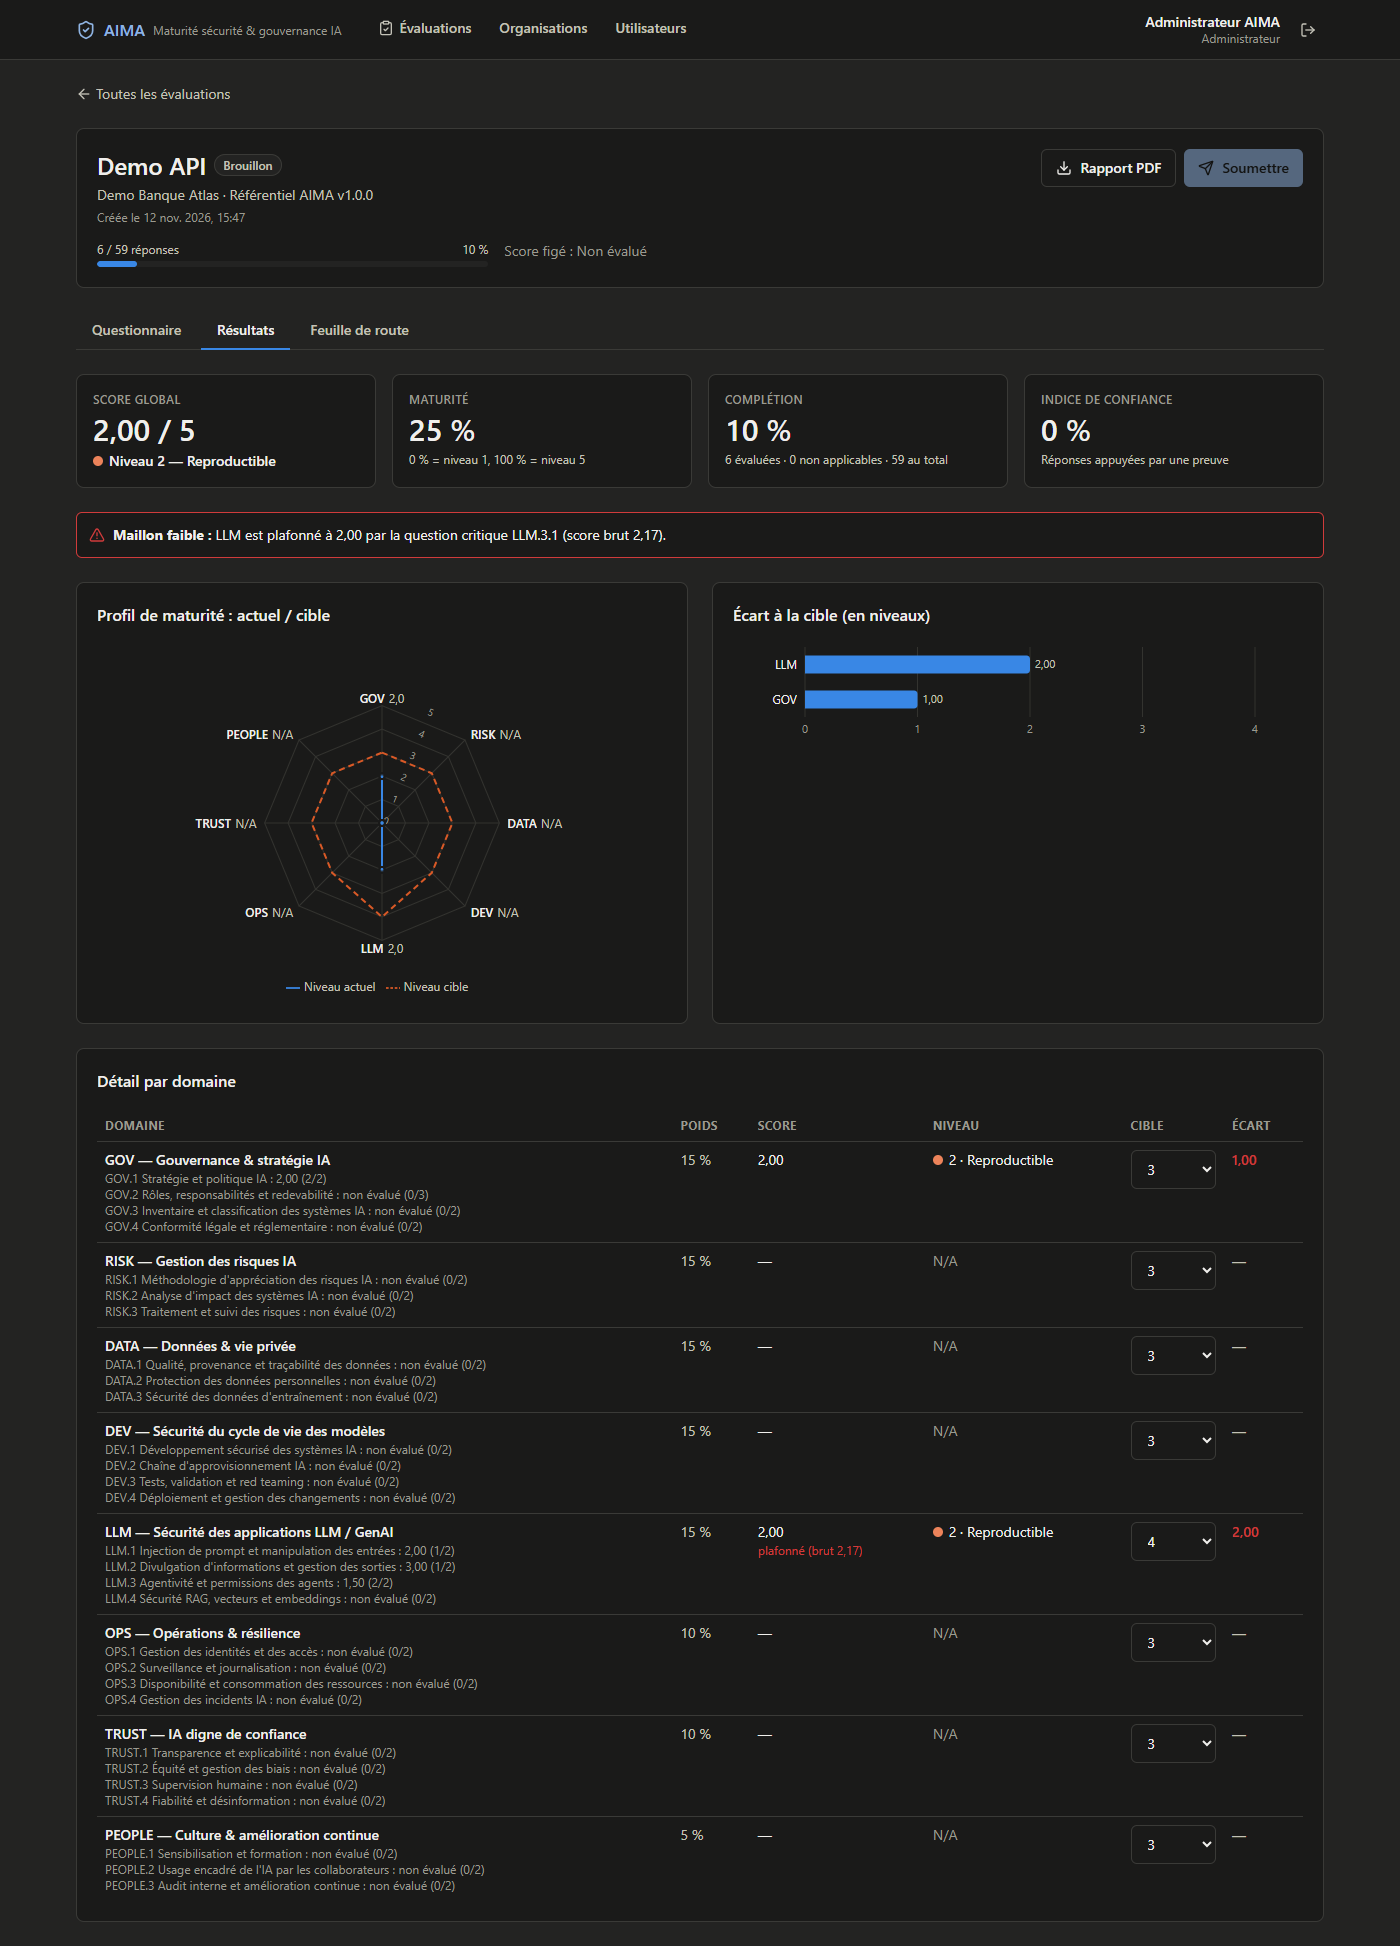 AIMA Maturité sécurité & gouvernance IA Évaluations Organisations Utilisateurs Administrateur AIMA
Administrateur
Toutes les évaluations
Demo API Brouillon Rapport PDF Soumettre
Demo Banque Atlas · Référentiel AIMA v1.0.0
Créée le 12 nov. 2026, 15:47
6 / 59 réponses 10 % Score figé : Non évalué
Questionnaire Résultats Feuille de route
SCORE GLOBAL
2,00 / 5
Niveau 2 — Reproductible
MATURITÉ
25 %
0 % = niveau 1, 100 % = niveau 5
COMPLÉTION
10 %
6 évaluées · 0 non applicables · 59 au total
INDICE DE CONFIANCE
0 %
Réponses appuyées par une preuve
Maillon faible : LLM est plafonné à 2,00 par la question critique LLM.3.1 (score brut 2,17).
Profil de maturité : actuel / cible
GOV 2,0
RISK N/A
DATA N/A
DEV N/A
LLM 2,0
OPS N/A
TRUST N/A
PEOPLE N/A
5
4
3
2
1
0
Niveau actuel Niveau cible
Écart à la cible (en niveaux)
LLM 2,00
GOV 1,00
0 1 2 3 4
Détail par domaine
DOMAINE POIDS SCORE NIVEAU CIBLE ÉCART
GOV — Gouvernance & stratégie IA 15 % 2,00 2 · Reproductible 3 1,00
GOV.1 Stratégie et politique IA : 2,00 (2/2)
GOV.2 Rôles, responsabilités et redevabilité : non évalué (0/3)
GOV.3 Inventaire et classification des systèmes IA : non évalué (0/2)
GOV.4 Conformité légale et réglementaire : non évalué (0/2)
RISK — Gestion des risques IA 15 % — N/A 3 —
RISK.1 Méthodologie d'appréciation des risques IA : non évalué (0/2)
RISK.2 Analyse d'impact des systèmes IA : non évalué (0/2)
RISK.3 Traitement et suivi des risques : non évalué (0/2)
DATA — Données & vie privée 15 % — N/A 3 —
DATA.1 Qualité, provenance et traçabilité des données : non évalué (0/2)
DATA.2 Protection des données personnelles : non évalué (0/2)
DATA.3 Sécurité des données d'entraînement : non évalué (0/2)
DEV — Sécurité du cycle de vie des modèles 15 % — N/A 3 —
DEV.1 Développement sécurisé des systèmes IA : non évalué (0/2)
DEV.2 Chaîne d'approvisionnement IA : non évalué (0/2)
DEV.3 Tests, validation et red teaming : non évalué (0/2)
DEV.4 Déploiement et gestion des changements : non évalué (0/2)
LLM — Sécurité des applications LLM / GenAI 15 % 2,00 2 · Reproductible 4 2,00
plafonné (brut 2,17)
LLM.1 Injection de prompt et manipulation des entrées : 2,00 (1/2)
LLM.2 Divulgation d'informations et gestion des sorties : 3,00 (1/2)
LLM.3 Agentivité et permissions des agents : 1,50 (2/2)
LLM.4 Sécurité RAG, vecteurs et embeddings : non évalué (0/2)
OPS — Opérations & résilience 10 % — N/A 3 —
OPS.1 Gestion des identités et des accès : non évalué (0/2)
OPS.2 Surveillance et journalisation : non évalué (0/2)
OPS.3 Disponibilité et consommation des ressources : non évalué (0/2)
OPS.4 Gestion des incidents IA : non évalué (0/2)
TRUST — IA digne de confiance 10 % — N/A 3 —
TRUST.1 Transparence et explicabilité : non évalué (0/2)
TRUST.2 Équité et gestion des biais : non évalué (0/2)
TRUST.3 Supervision humaine : non évalué (0/2)
TRUST.4 Fiabilité et désinformation : non évalué (0/2)
PEOPLE — Culture & amélioration continue 5 % — N/A 3 —
PEOPLE.1 Sensibilisation et formation : non évalué (0/2)
PEOPLE.2 Usage encadré de l'IA par les collaborateurs : non évalué (0/2)
PEOPLE.3 Audit interne et amélioration continue : non évalué (0/2)